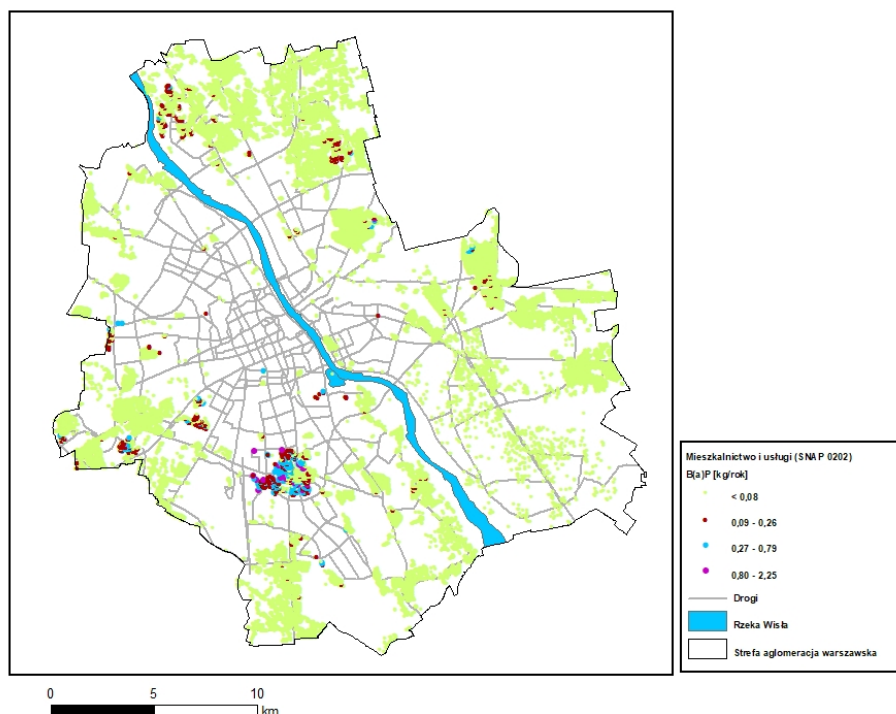 Mieszkalnictwo i usługi (SNAP 0202)
B(a)P [kg/rok]
< 0,08
0,09 - 0,26
0,27 - 0,79
0,80 - 2,25
Drogi
Rzeka Wisła
Strefa aglomeracja warszawska
0 5 10
km